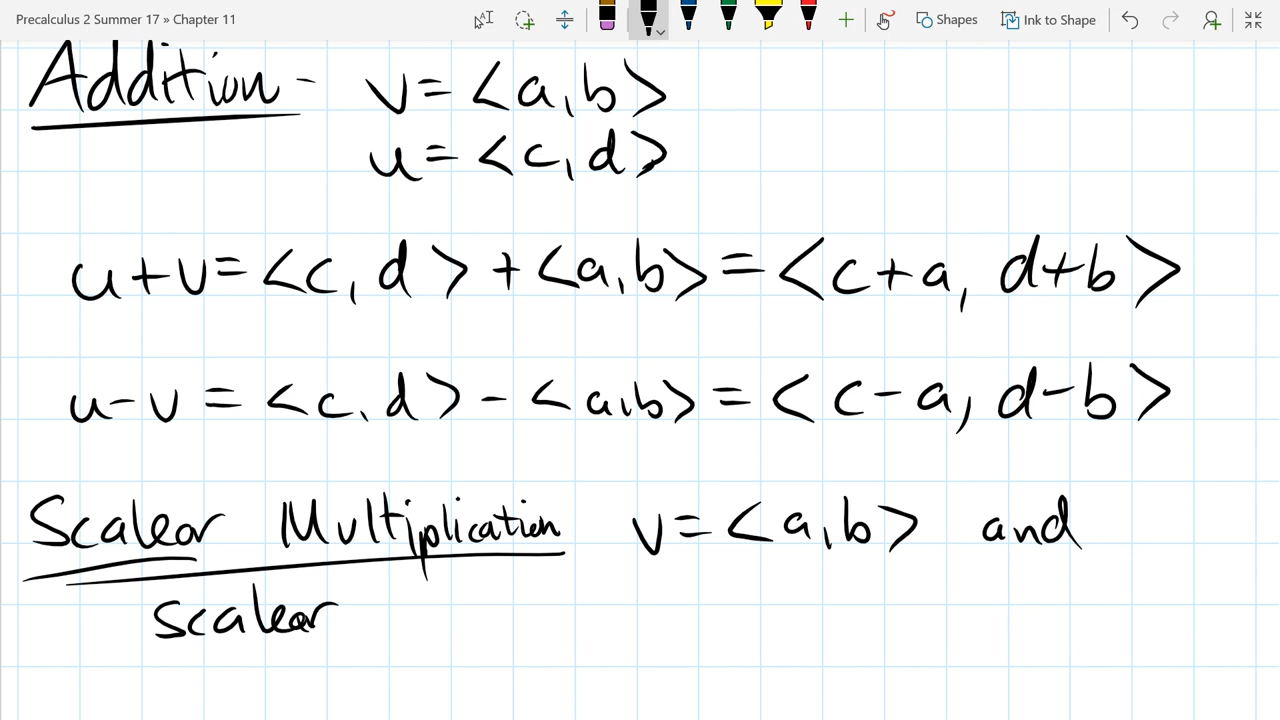 Precalculus 2 Summer 17 » Chapter 11
Shapes
Ink to Shape
Addition - v = <a, b>
u = <c, d>
u + v = <c, d> + <a, b> = <c + a, d + b>
u - v = <c, d> - <a, b> = <c - a, d - b>
Scalear Multiplication v = <a, b> and
scalear